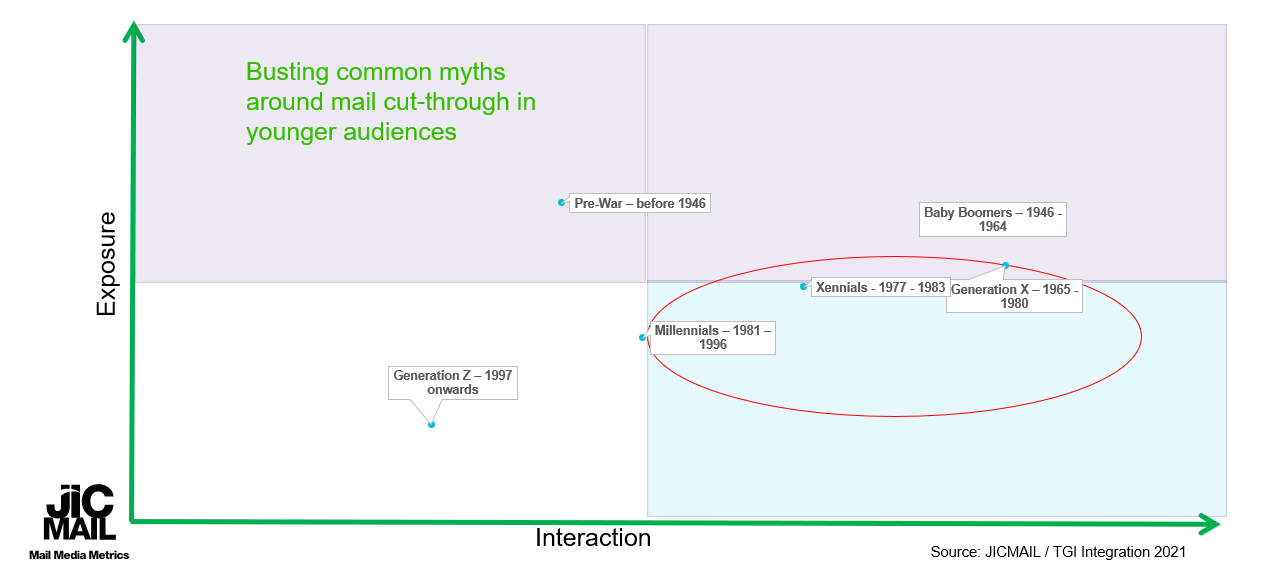 Busting common myths
around mail cut-through in
younger audiences
Exposure
Pre-War – before 1946
Baby Boomers – 1946 -
1964
Xennials - 1977 - 1983
Generation X – 1965 -
1980
Millennials – 1981 –
1996
Generation Z – 1997
onwards
JIC
MAIL
Mail Media Metrics
Interaction
Source: JICMAIL / TGI Integration 2021